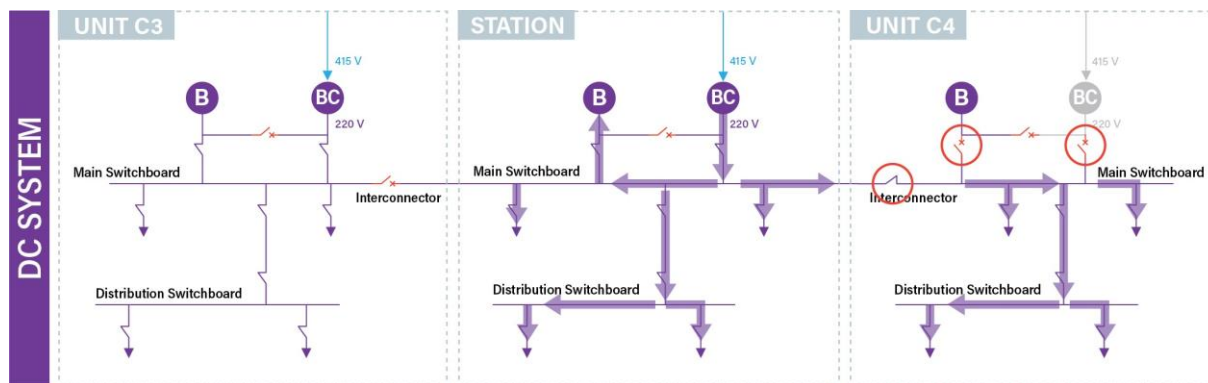 DC SYSTEM
UNIT C3
415 V
B
BC
220 V
Main Switchboard
Interconnector
Distribution Switchboard
STATION
415 V
B
BC
220 V
Main Switchboard
Distribution Switchboard
UNIT C4
415 V
B
BC
220 V
Main Switchboard
Interconnector
Distribution Switchboard